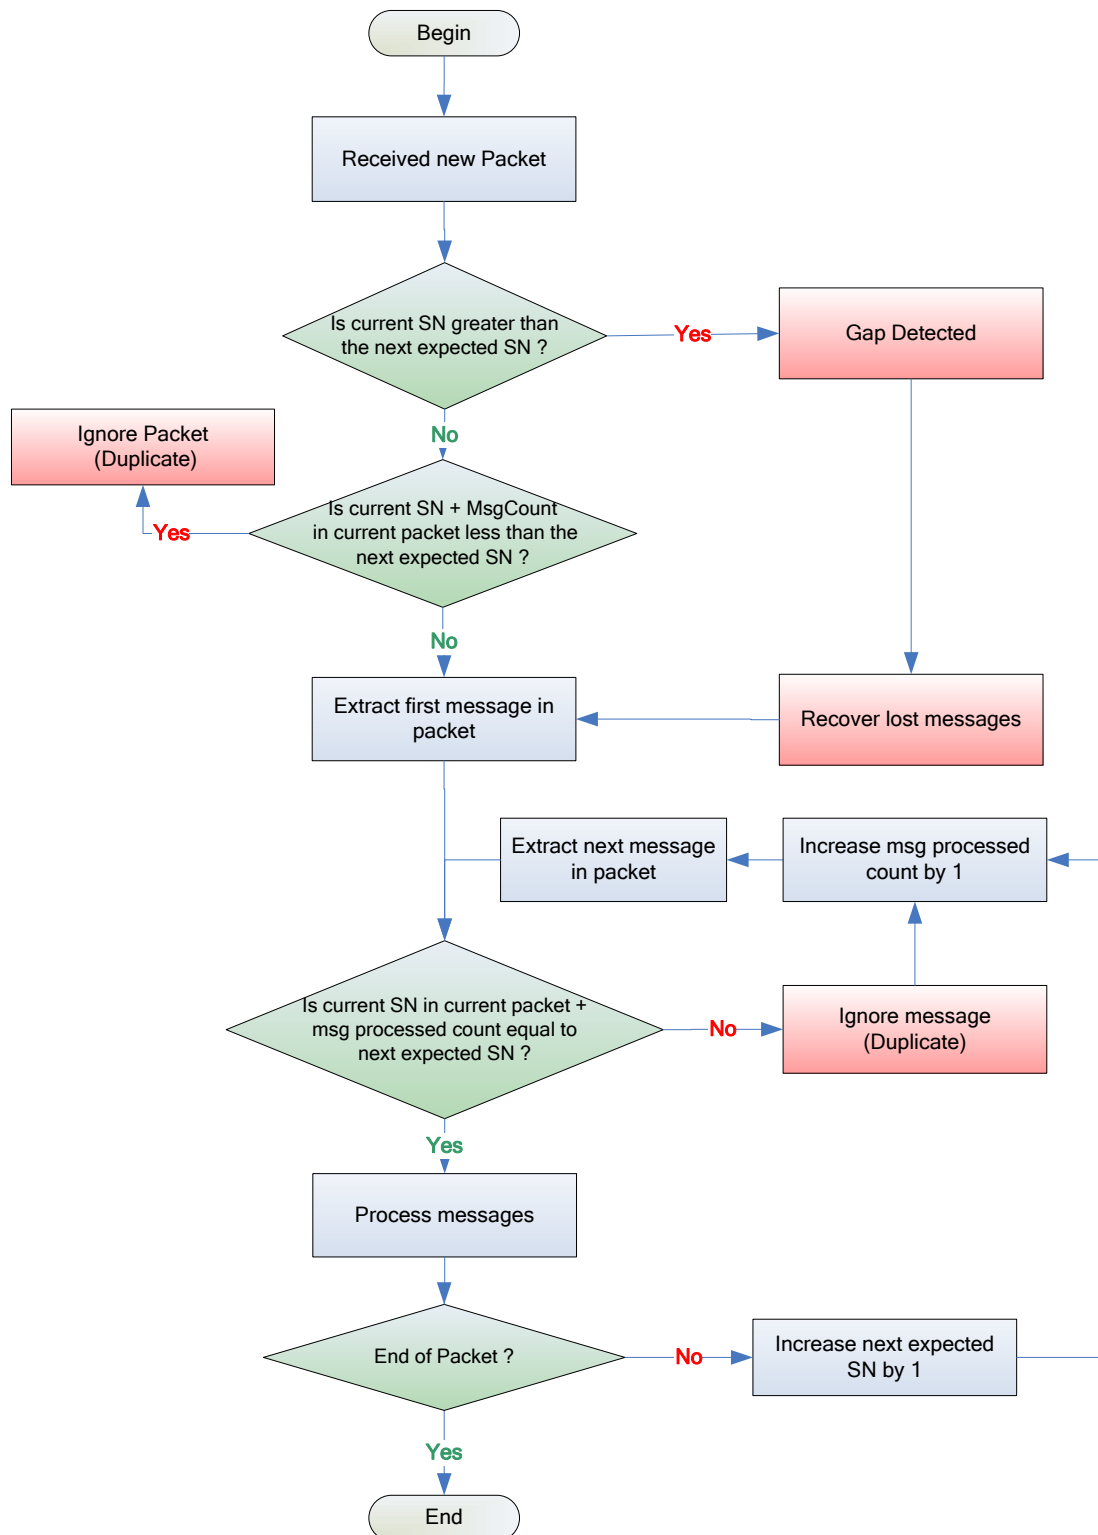 Begin
Received new Packet
Is current SN greater than
the next expected SN ?
Yes
Gap Detected
No
Ignore Packet
(Duplicate)
Is current SN + MsgCount
in current packet less than the
next expected SN ?
Yes
No
Extract first message in
packet
Recover lost messages
Extract next message
in packet
Increase msg processed
count by 1
Is current SN in current packet +
msg processed count equal to
next expected SN ?
No
Ignore message
(Duplicate)
Yes
Process messages
End of Packet ?
No
Increase next expected
SN by 1
Yes
End